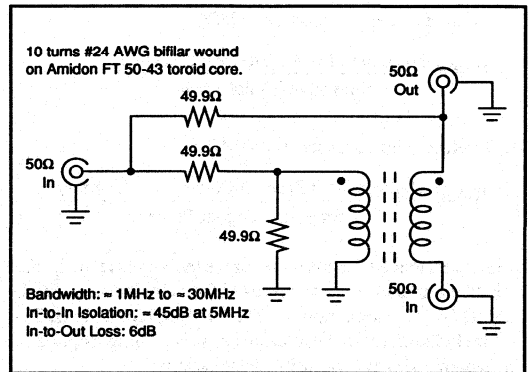 10 turns #24 AWG bifilar wound
on Amidon FT 50-43 toroid core.
50Ω
Out
49.9Ω
49.9Ω
50Ω
In
49.9Ω
50Ω
In
Bandwidth: ≈ 1MHz to ≈ 30MHz
In-to-In Isolation: ≈ 45dB at 5MHz
In-to-Out Loss: 6dB